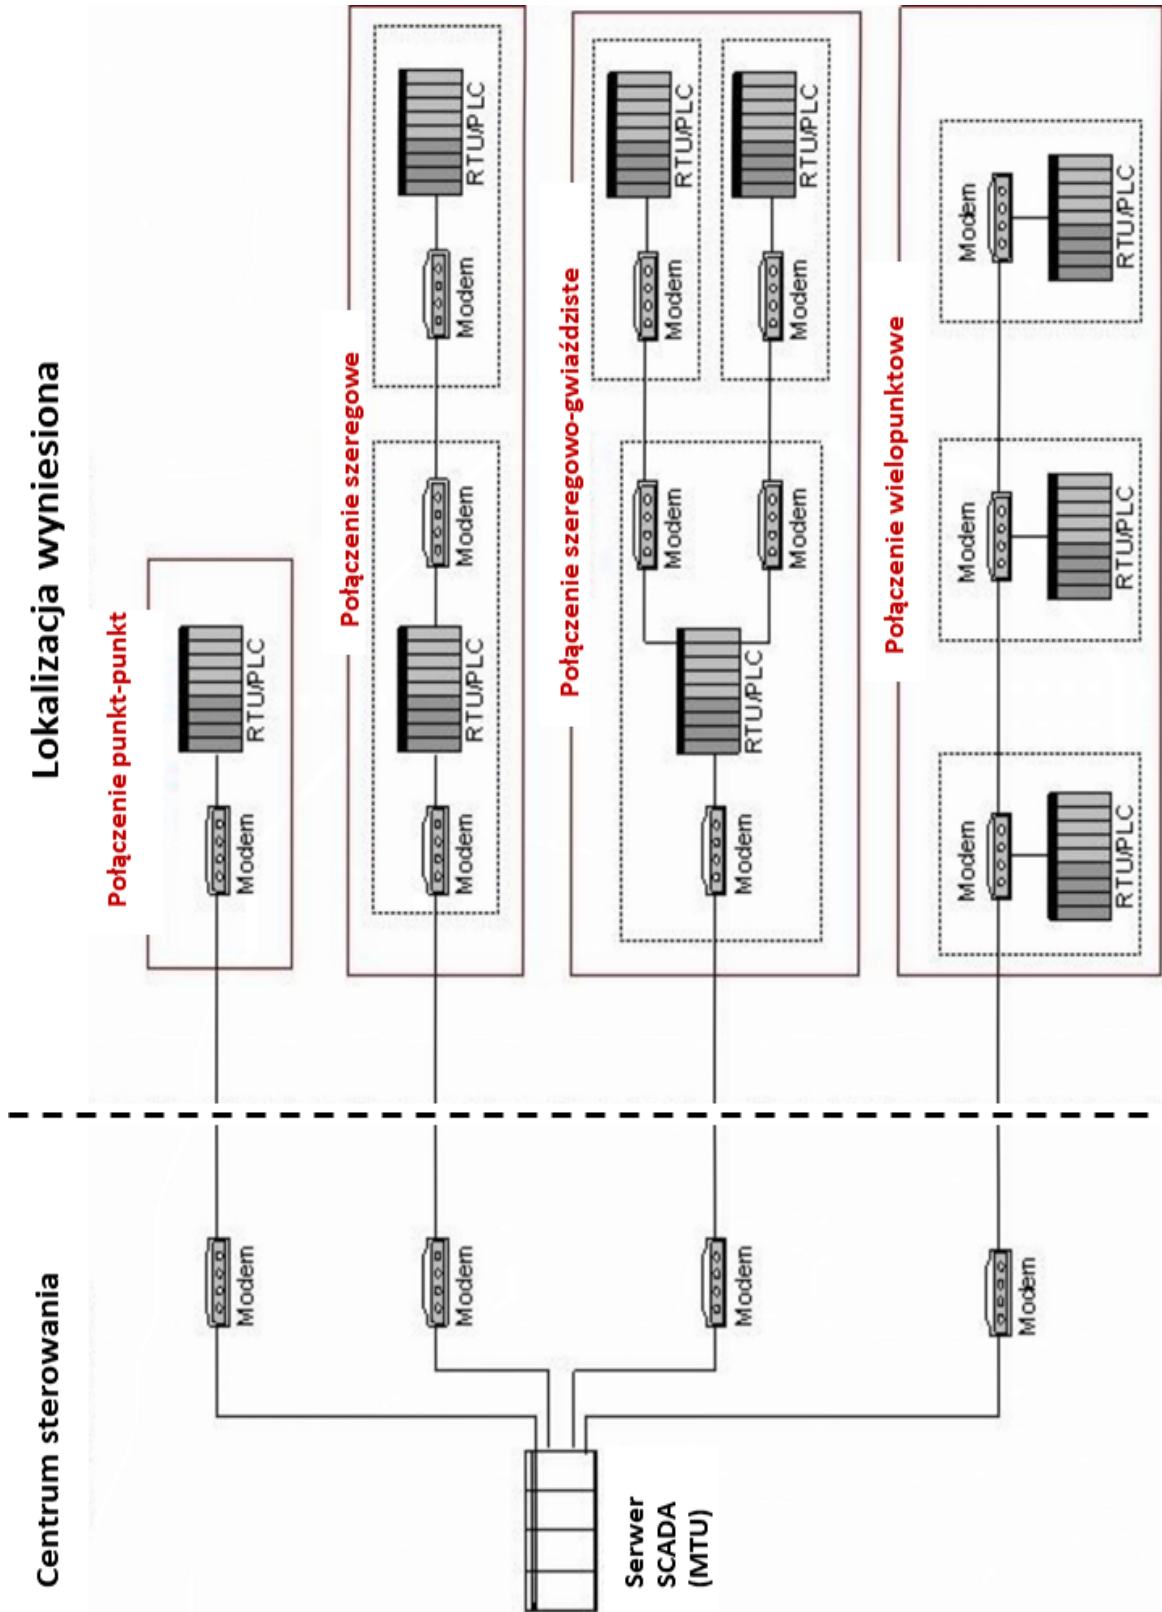 Centrum sterowania
Lokalizacja wyniesiona
Połączenie punkt-punkt
Modem
Modem
RTU/PLC
Połączenie szeregowe
Modem
Modem
RTU/PLC
Modem
Modem
RTU/PLC
Połączenie szeregowo-gwiaździste
Modem
RTU/PLC
Modem
RTU/PLC
Modem
Modem
RTU/PLC
Modem
Modem
RTU/PLC
Serwer
SCADA
(MTU)
Połączenie wielopunktowe
Modem
Modem
Modem
Modem
RTU/PLC
RTU/PLC
RTU/PLC